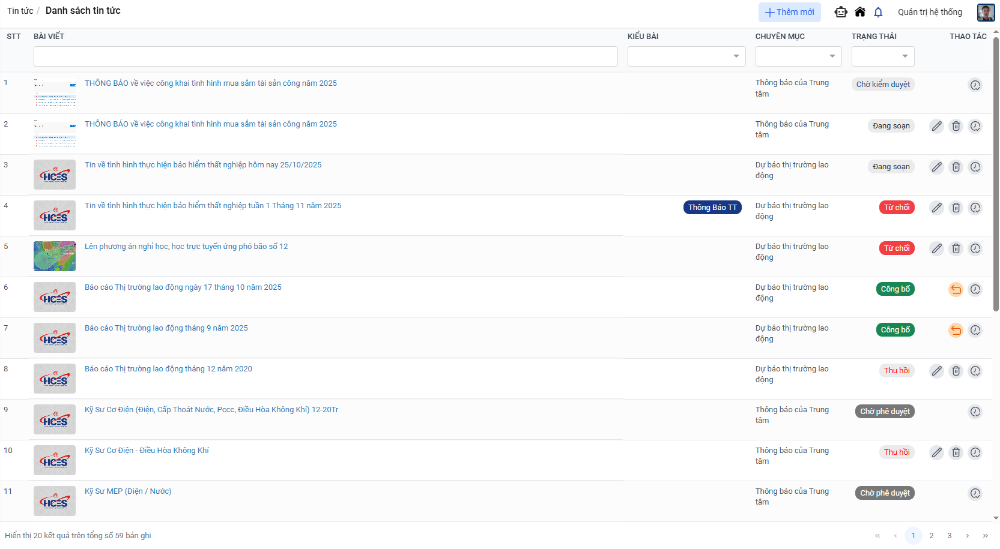 Tin tức / Danh sách tin tức
Thêm mới
Quản trị hệ thống
STT BÀI VIẾT KIỂU BÀI CHUYÊN MỤC TRẠNG THÁI THAO TÁC
1 THÔNG BÁO về việc công khai tình hình mua sắm tài sản công năm 2025 Thông báo của Trung Chờ kiểm duyệt
tâm
2 THÔNG BÁO về việc công khai tình hình mua sắm tài sản công năm 2025 Thông báo của Trung Đang soạn
tâm
3 Tin về tình hình thực hiện bảo hiểm thất nghiệp hôm nay 25/10/2025 Dự báo thị trường lao Đang soạn
HCES động
4 Tin về tình hình thực hiện bảo hiểm thất nghiệp tuần 1 Tháng 11 năm 2025 Thông Báo TT Dự báo thị trường lao Từ chối
HCES động
5 Lên phương án nghỉ học, học trực tuyến ứng phó bão số 12 Dự báo thị trường lao Từ chối
động
6 Báo cáo Thị trường lao động ngày 17 tháng 10 năm 2025 Dự báo thị trường lao Công bố
HCES động
7 Báo cáo Thị trường lao động tháng 9 năm 2025 Dự báo thị trường lao Công bố
HCES động
8 Báo cáo Thị trường lao động tháng 12 năm 2020 Dự báo thị trường lao Thu hồi
HCES động
9 Kỹ Sư Cơ Điện (Điện, Cấp Thoát Nước, Pccc, Điều Hòa Không Khí) 12-20Tr Thông báo của Trung Chờ phê duyệt
HCES tâm
10 Kỹ Sư Cơ Điện - Điều Hòa Không Khí Thông báo của Trung Thu hồi
HCES tâm
11 Kỹ Sư MEP (Điện / Nước) Thông báo của Trung Chờ phê duyệt
HCES tâm
Hiển thị 20 kết quả trên tổng số 59 bản ghi « ‹ 1 2 3 › »